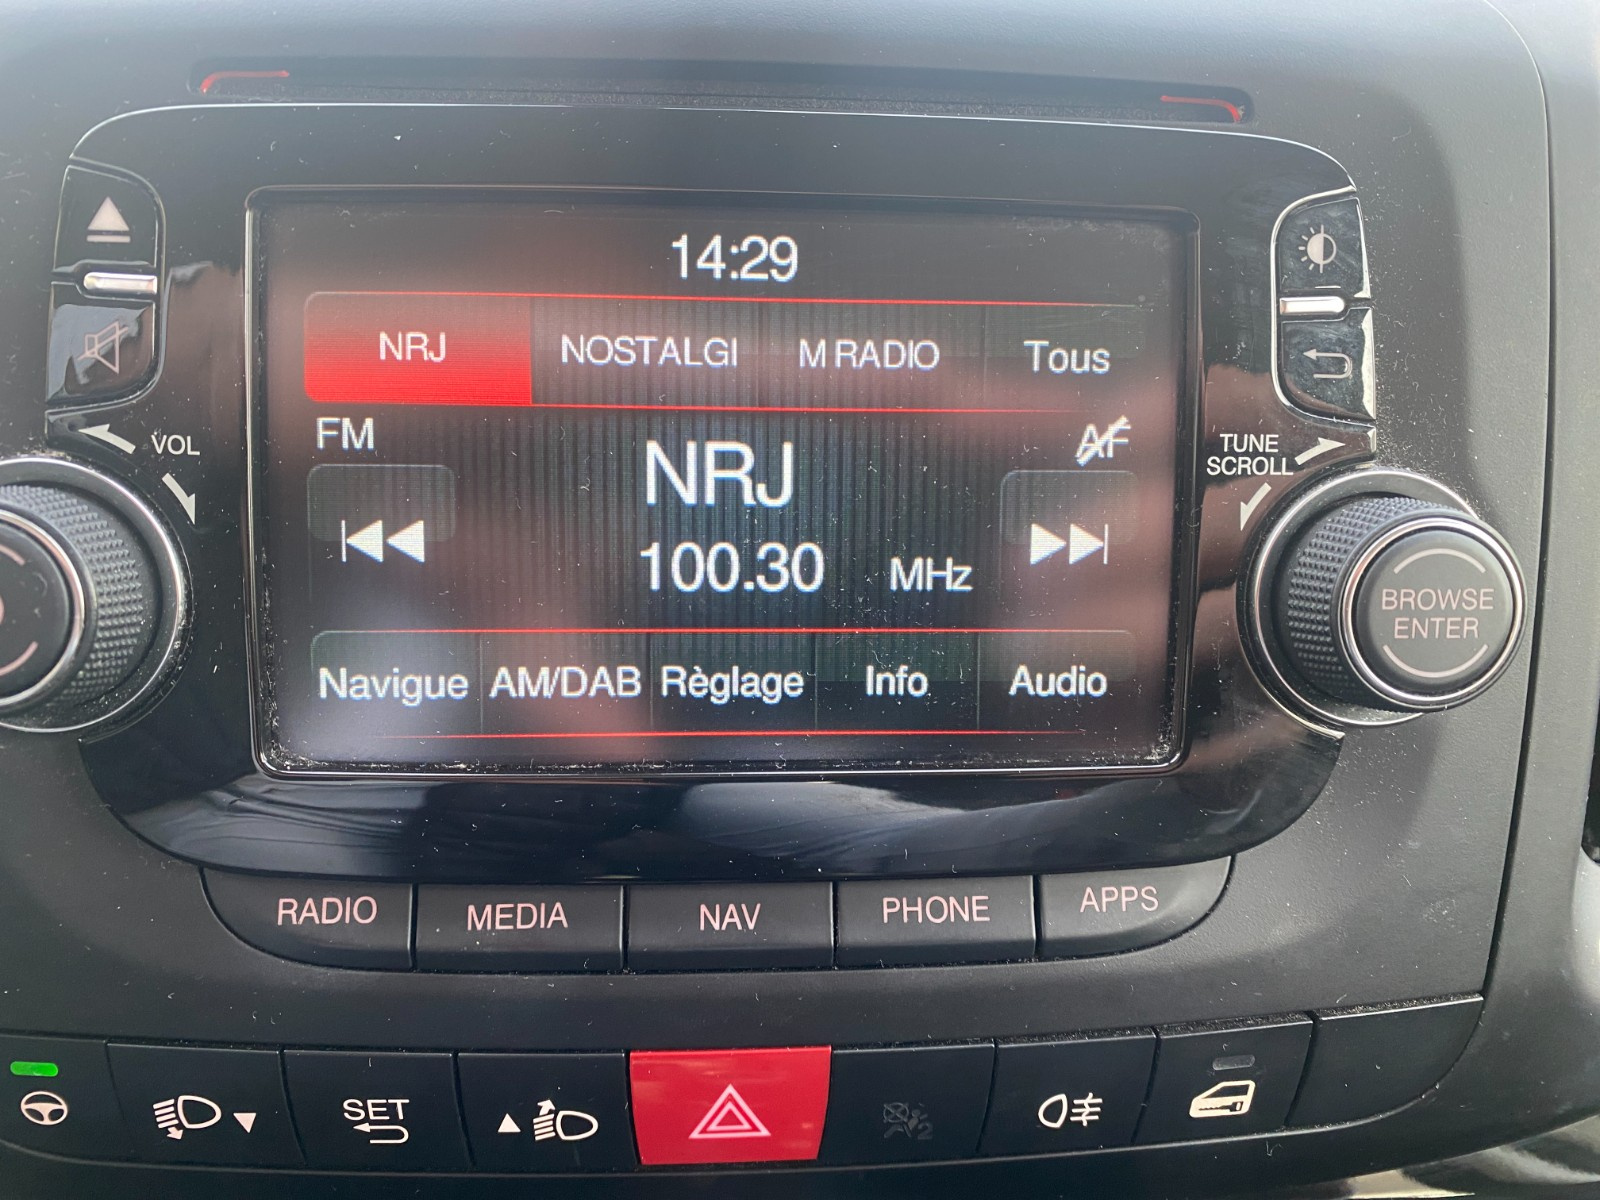 14:29
NRJ NOSTALGI M RADIO Tous
FM AF
NRJ
100.30 MHz
Navigue AM/DAB Règlage Info Audio
VOL
TUNE
SCROLL
BROWSE
ENTER
RADIO MEDIA NAV PHONE APPS
SET
2